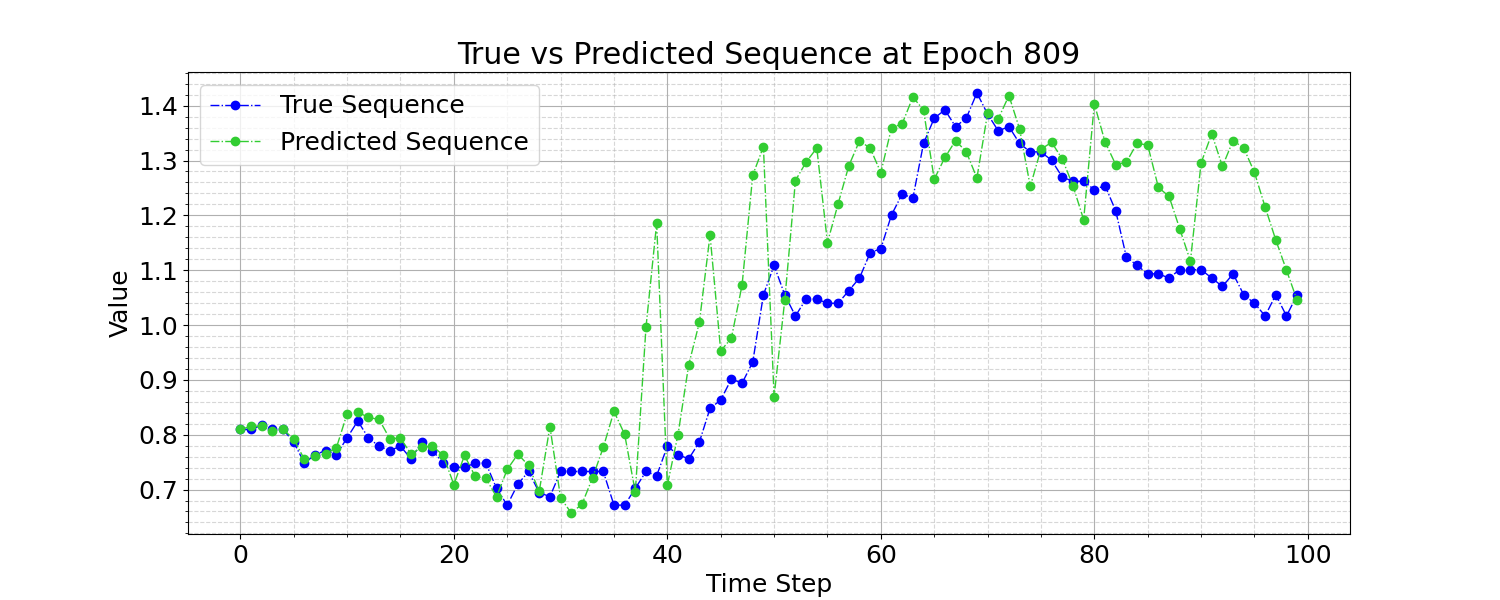 True vs Predicted Sequence at Epoch 809
True Sequence
Predicted Sequence
Value
1.4
1.3
1.2
1.1
1.0
0.9
0.8
0.7
0 20 40 60 80 100
Time Step